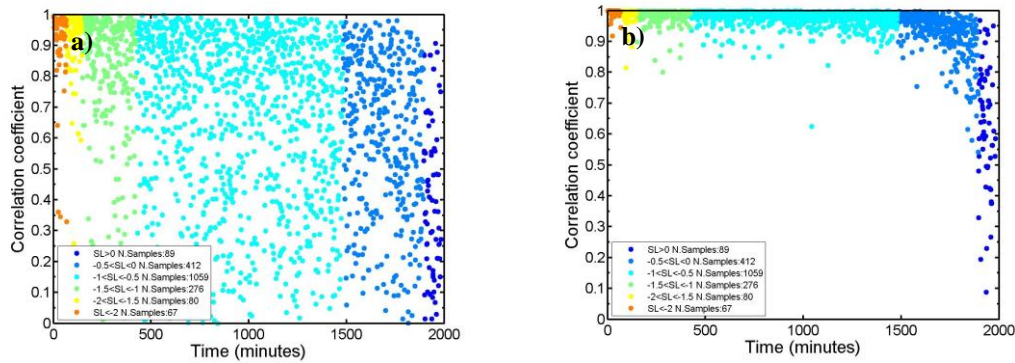 a)
Correlation coefficient
1
0.9
0.8
0.7
0.6
0.5
0.4
0.3
0.2
0.1
0
SL>0 N.Samples:89
-0.5<SL<0 N.Samples:412
-1<SL<-0.5 N.Samples:1059
-1.5<SL<-1 N.Samples:276
-2<SL<-1.5 N.Samples:80
SL<-2 N.Samples:67
0 500 1000 1500 2000
Time (minutes)
b)
Correlation coefficient
1
0.9
0.8
0.7
0.6
0.5
0.4
0.3
0.2
0.1
0
SL>0 N.Samples:89
-0.5<SL<0 N.Samples:412
-1<SL<-0.5 N.Samples:1059
-1.5<SL<-1 N.Samples:276
-2<SL<-1.5 N.Samples:80
SL<-2 N.Samples:67
0 500 1000 1500 2000
Time (minutes)